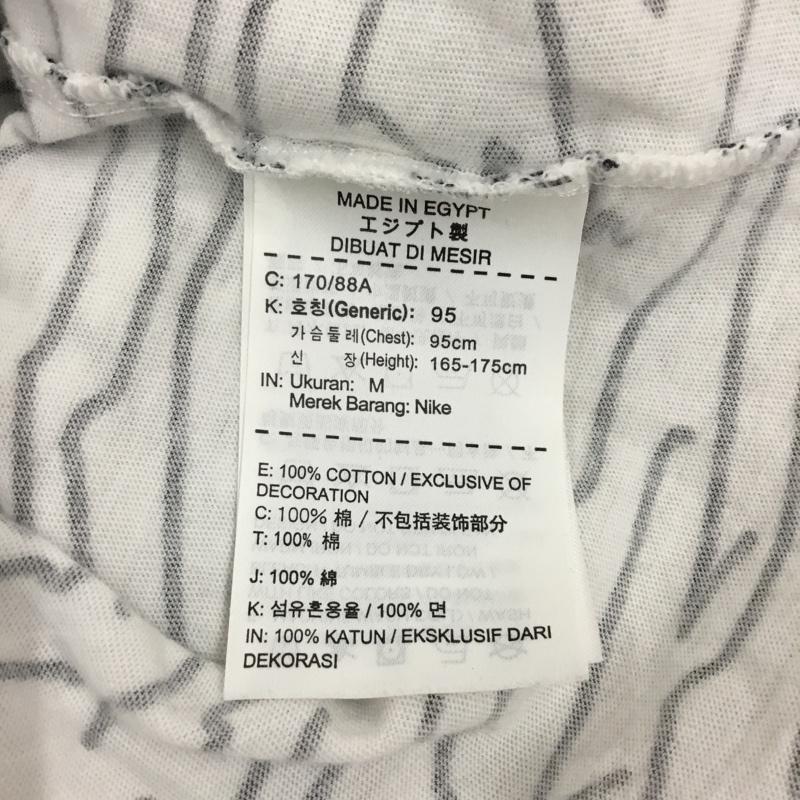 MADE IN EGYPT
エジプト製
DIBUAT DI MESIR
C: 170/88A
K: 호칭(Generic): 95
가슴둘레(Chest): 95cm
신 장(Height): 165-175cm
IN: Ukuran: M
Merek Barang: Nike
E: 100% COTTON / EXCLUSIVE OF
DECORATION
C: 100% 棉 / 不包括装饰部分
T: 100% 棉
J: 100% 綿
K: 섬유혼용율 / 100% 면
IN: 100% KATUN / EKSKLUSIF DARI
DEKORASI